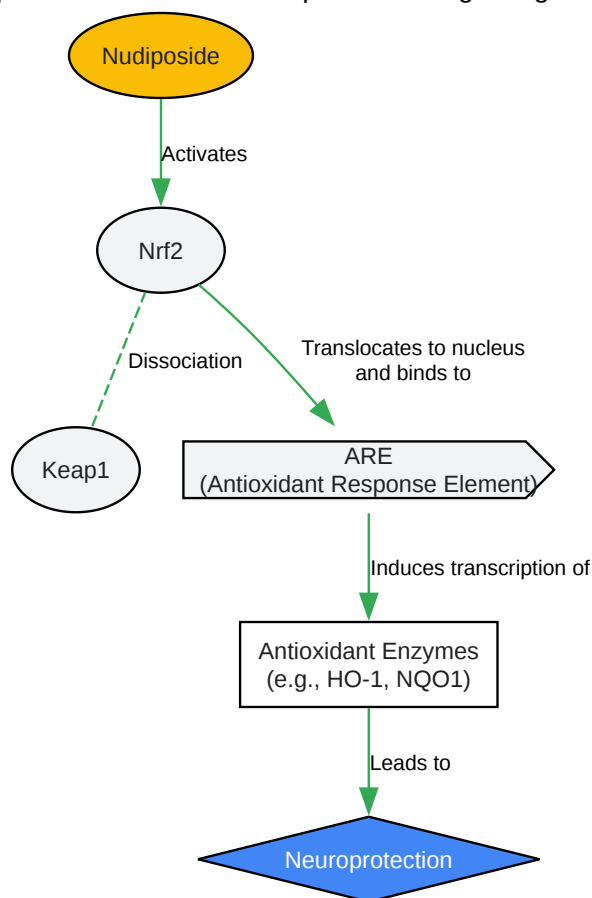 Nudiposide
Activates
Nrf2
Dissociation
Translocates to nucleus
and binds to
Keap1
ARE
(Antioxidant Response Element)
Induces transcription of
Antioxidant Enzymes
(e.g., HO-1, NQO1)
Leads to
Neuroprotection